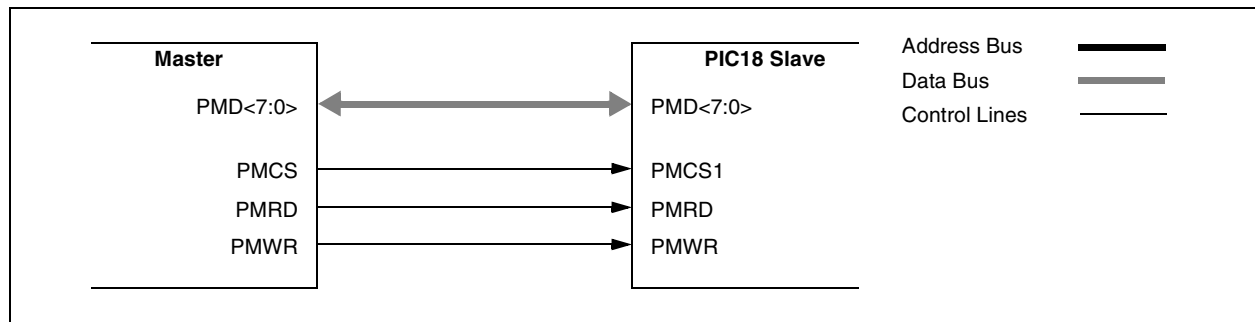 Master
PMD<7:0>
PMCS
PMRD
PMWR
PIC18 Slave
PMD<7:0>
PMCS1
PMRD
PMWR
Address Bus
Data Bus
Control Lines